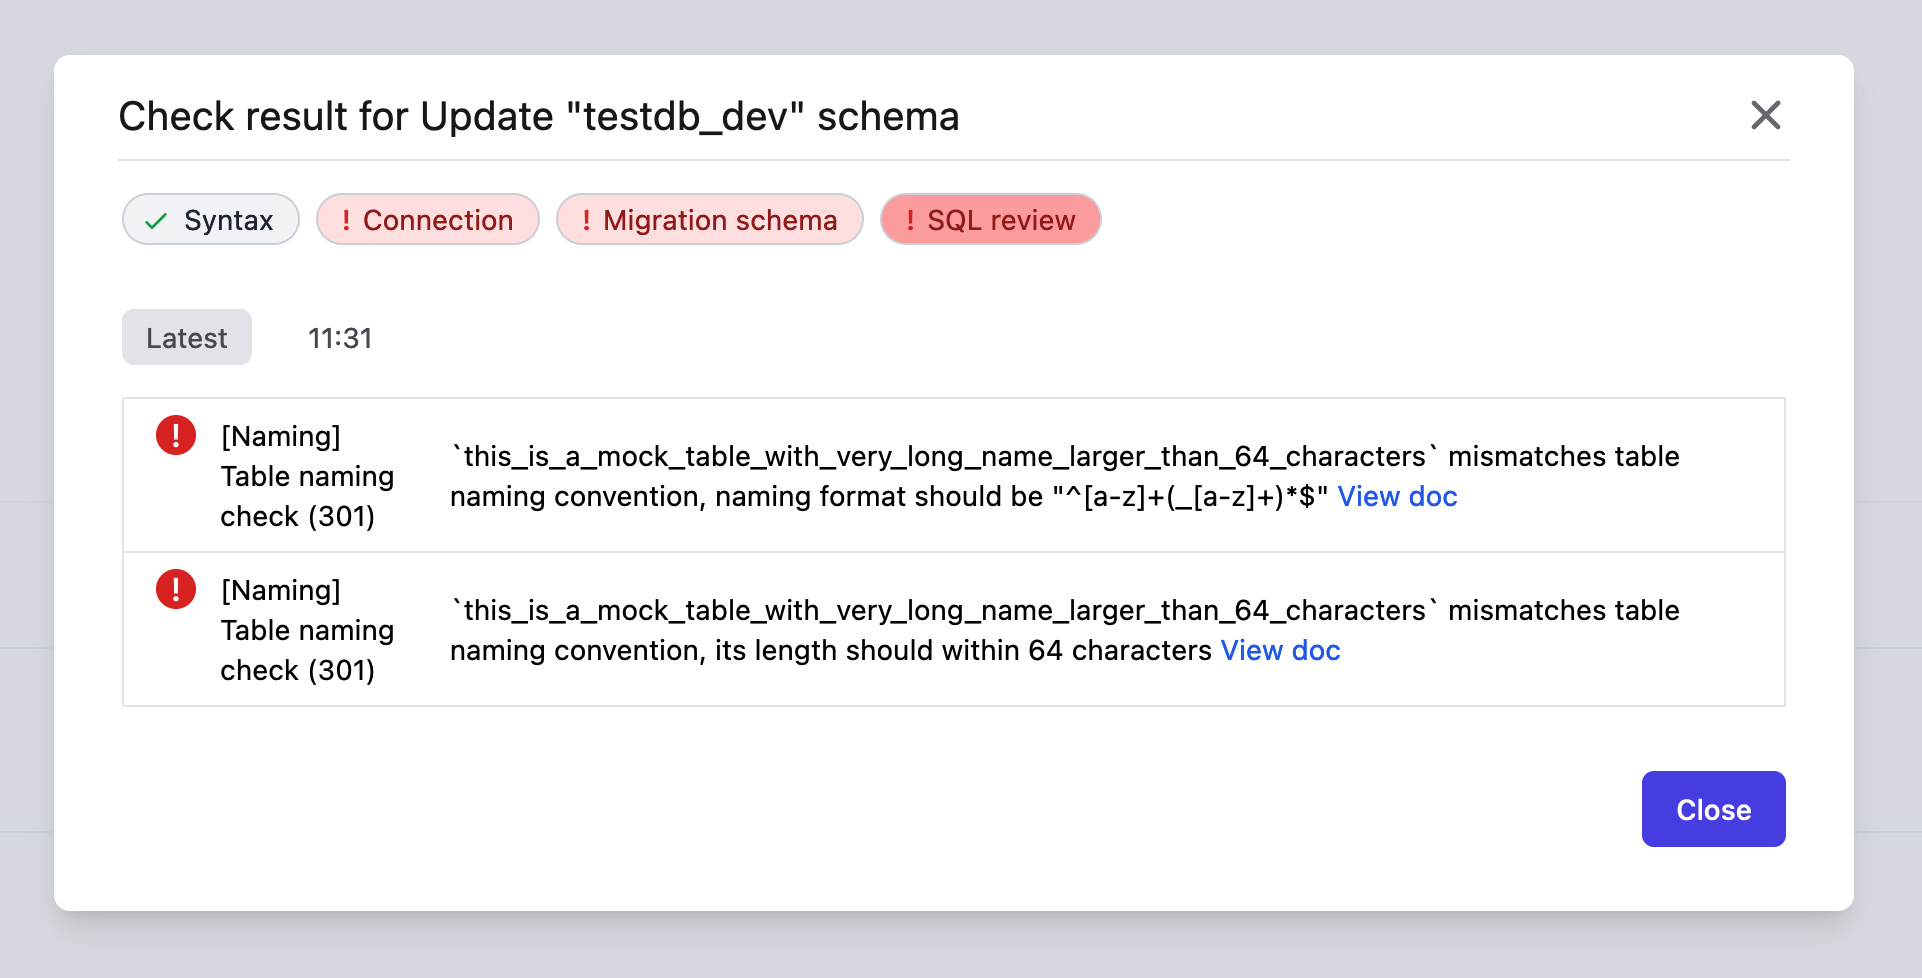 Check result for Update "testdb_dev" schema
Syntax
! Connection
! Migration schema
! SQL review
Latest
11:31
[Naming]
Table naming
check (301)
`this_is_a_mock_table_with_very_long_name_larger_than_64_characters` mismatches table
naming convention, naming format should be "^[a-z]+(_[a-z]+)*$" View doc
[Naming]
Table naming
check (301)
`this_is_a_mock_table_with_very_long_name_larger_than_64_characters` mismatches table
naming convention, its length should within 64 characters View doc
Close